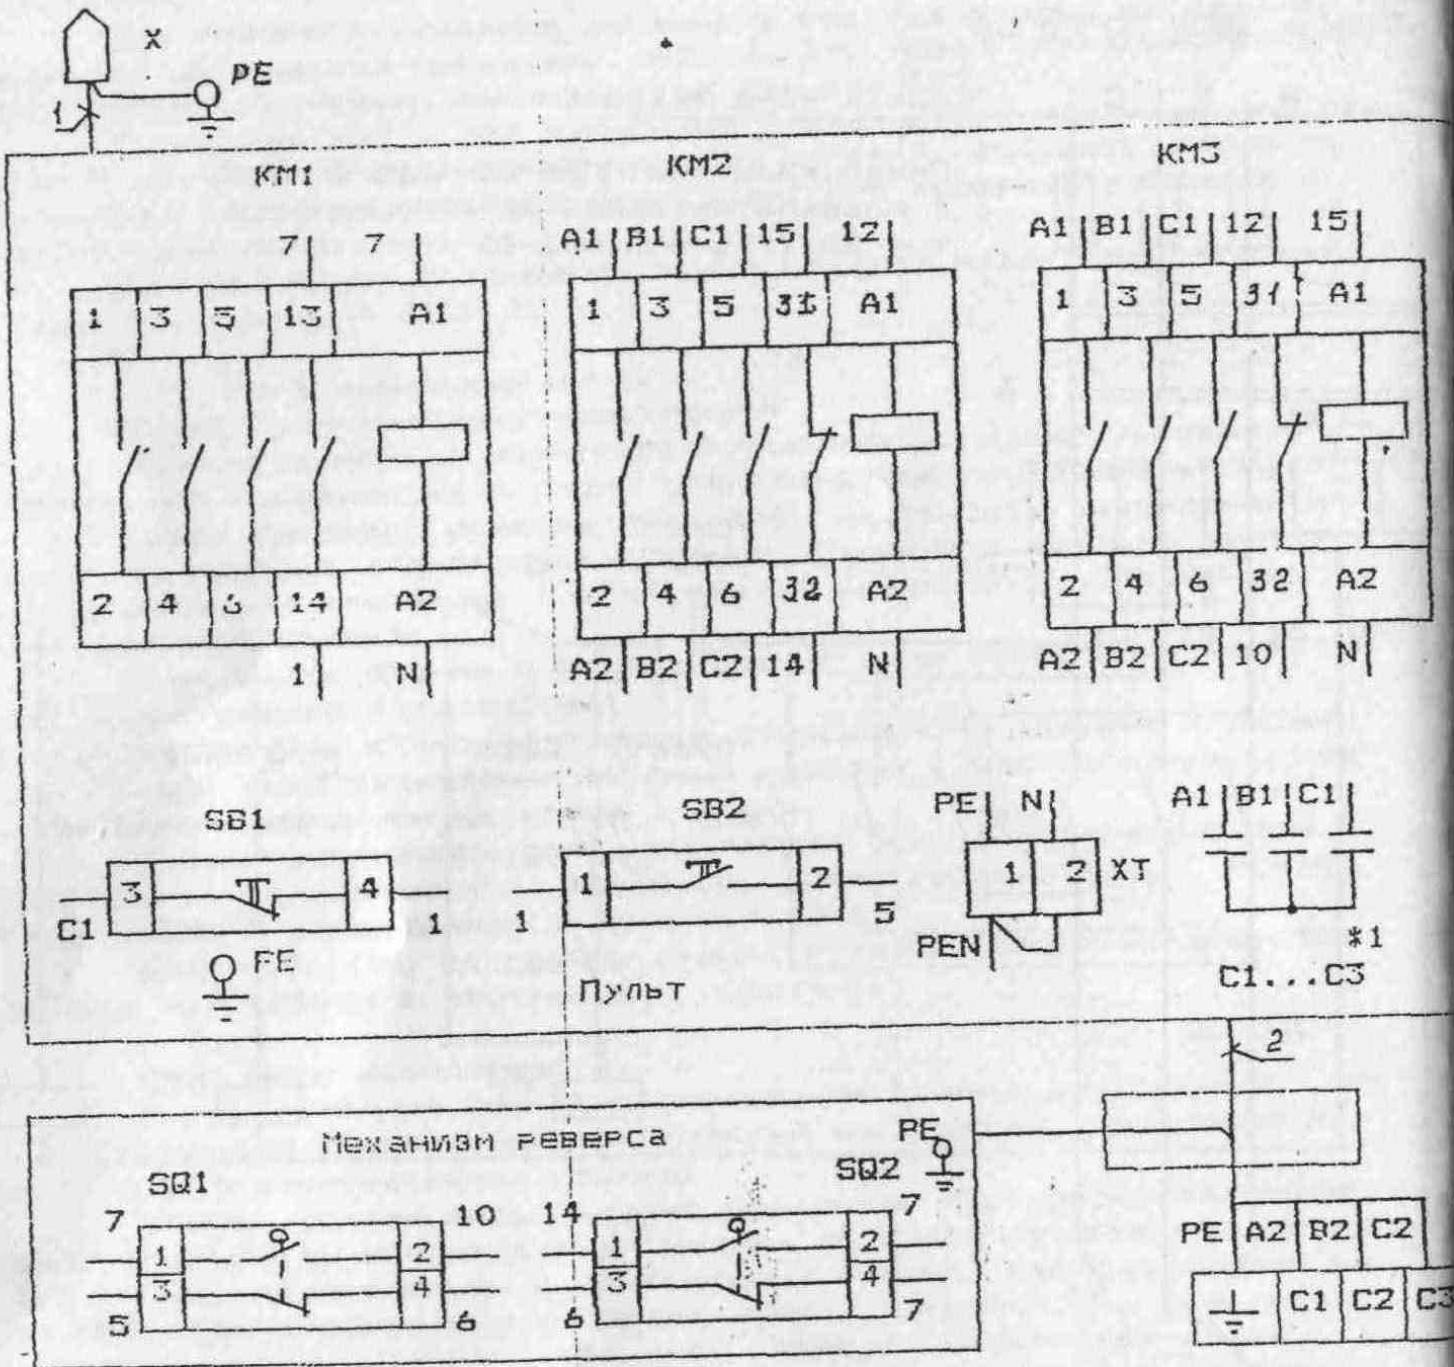 X
PE
1
KM1
KM2
KM3
7 7
A1 B1 C1 15 12
A1 B1 C1 12 15
1 3 5 13 A1
1 3 5 31 A1
1 3 5 31 A1
2 4 6 14 A2
2 4 6 32 A2
2 4 6 32 A2
1 N
A2 B2 C2 14 N
A2 B2 C2 10 N
SB1
SB2
PE N
A1 B1 C1
3 4
1 2
1 2 XT
C1 1
1 5
PEN
*1
C1...C3
PE
Пульт
2
Механизм реверса
PE
SQ1
SQ2
7 10
14 7
1 2
1 2
3 4
3 4
5 6
6 7
PE A2 B2 C2
C1 C2 C3